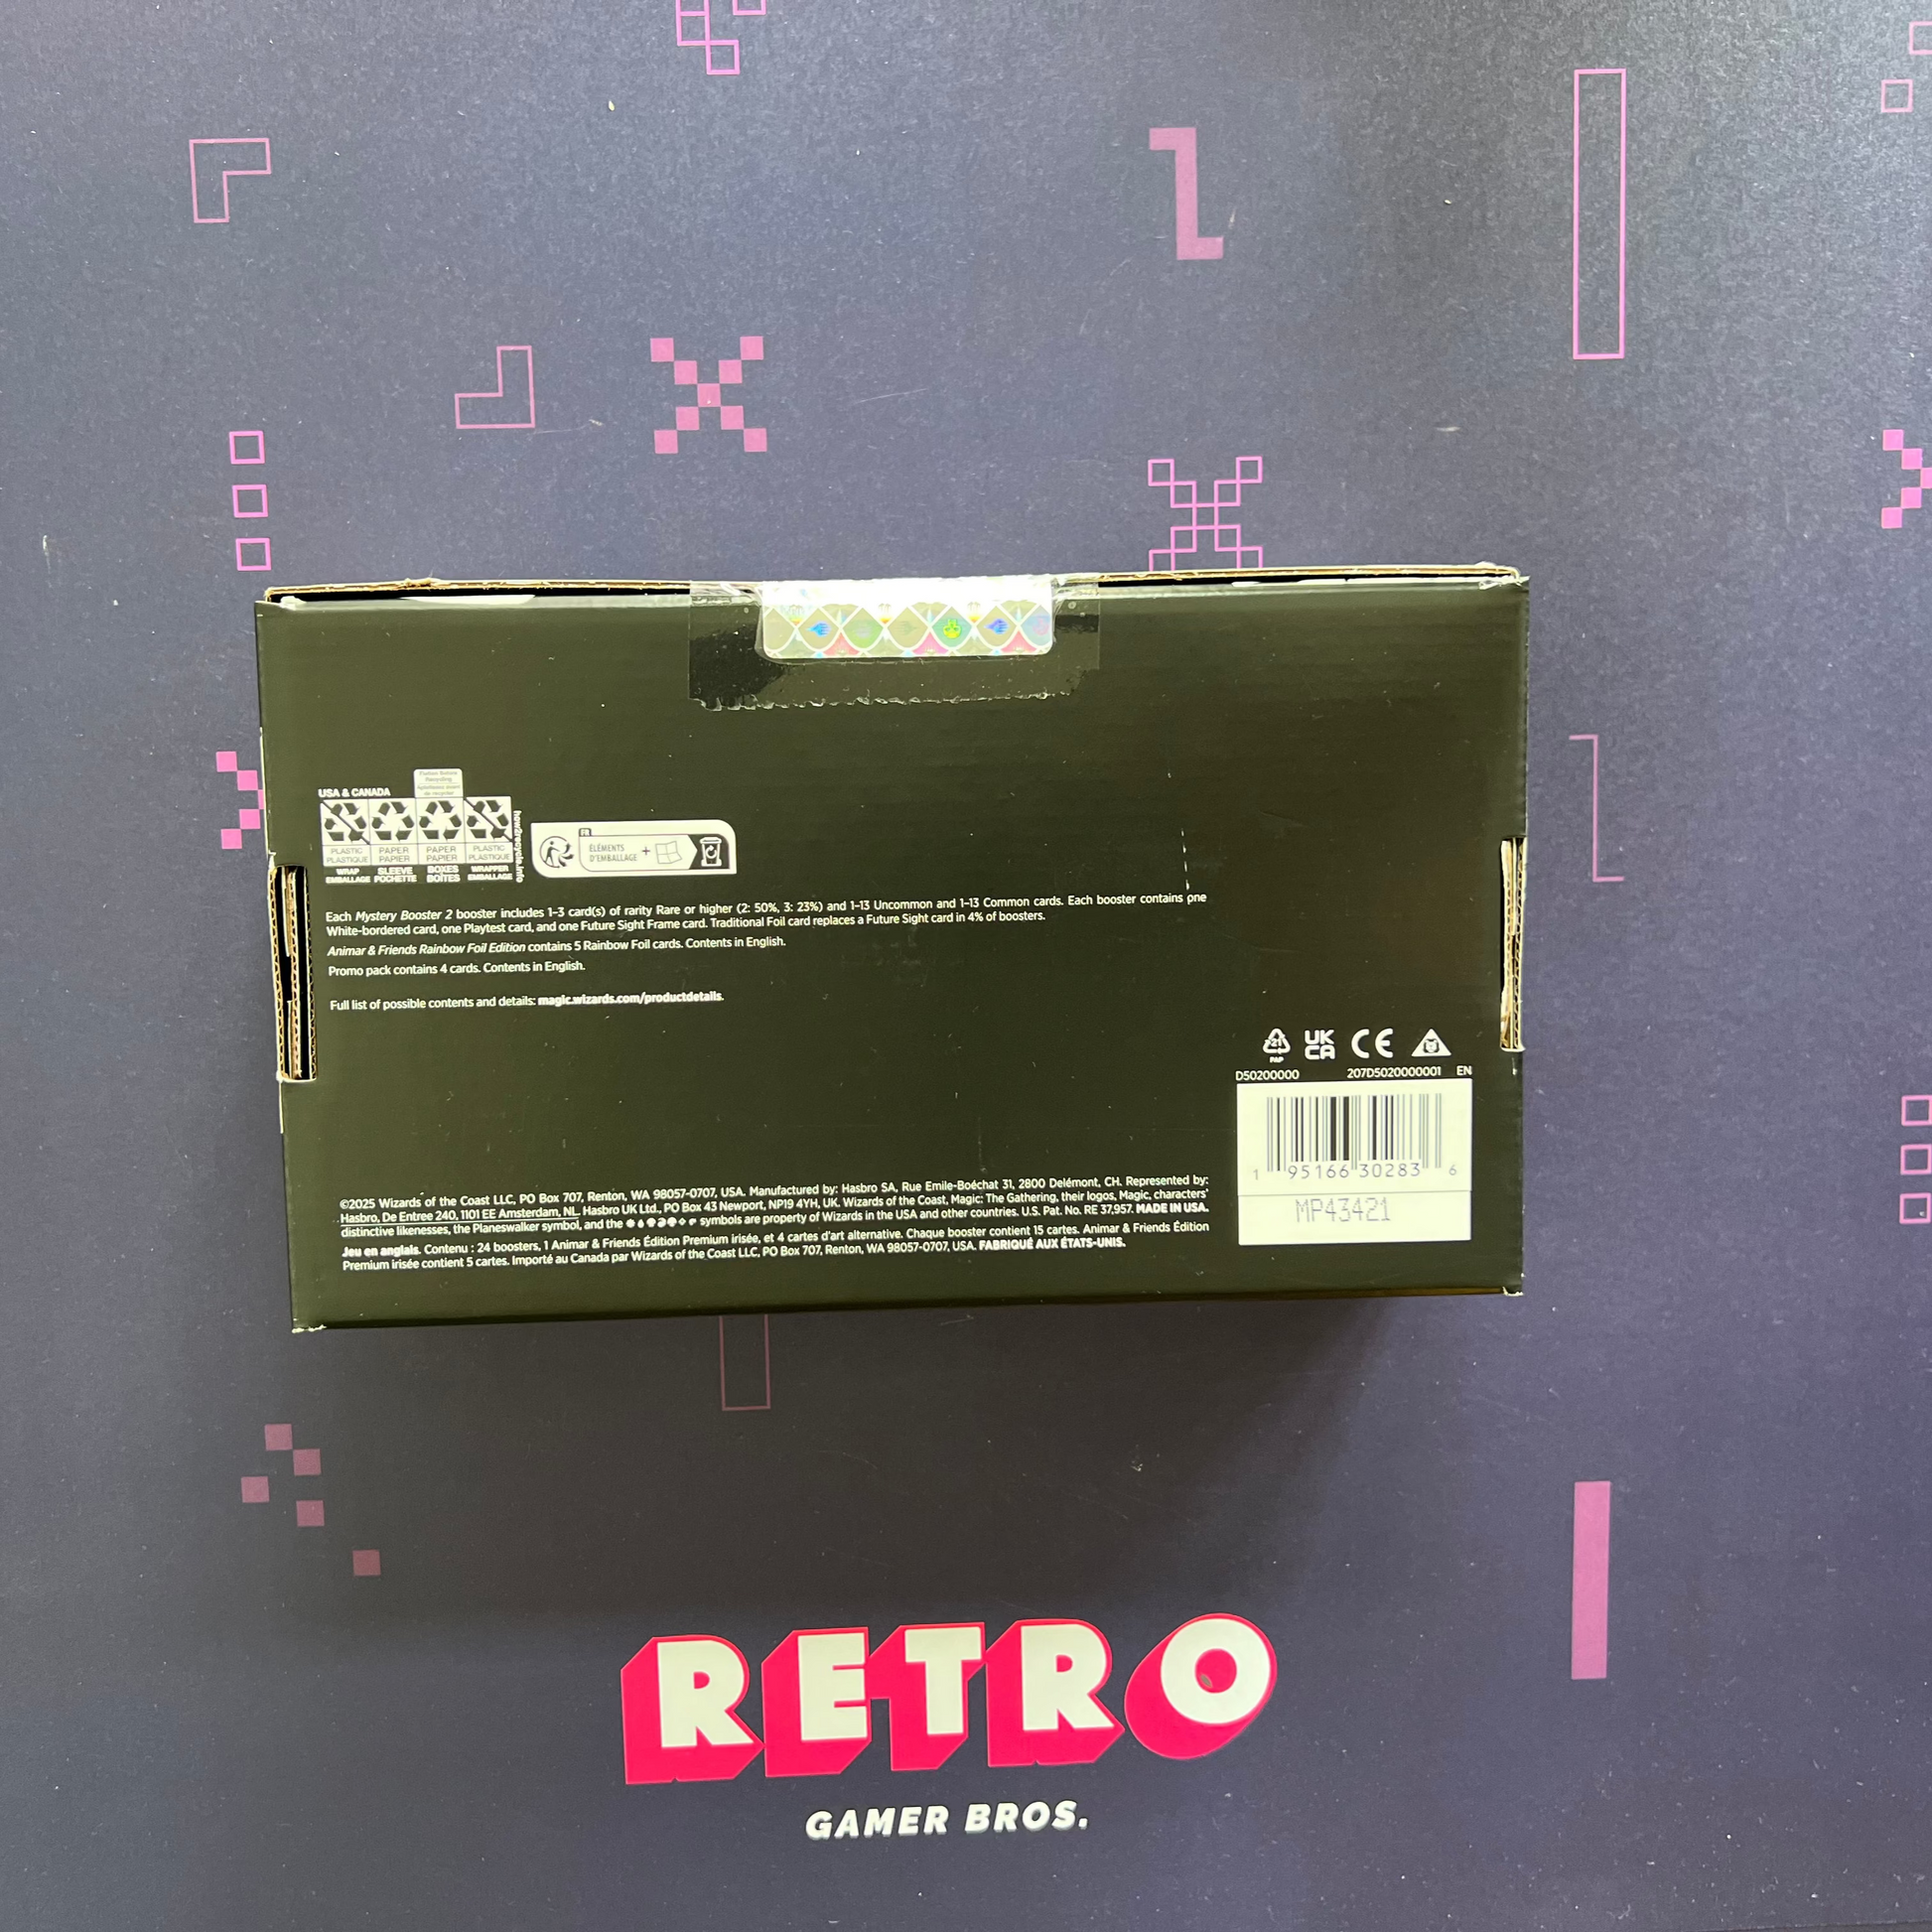 USA & CANADA
PLASTIC
PLASTIQUE
WRAP
EMBALLAGE
PAPER
PAPIER
SLEEVE
POCHETTE
PAPER
PAPIER
BOXES
BOÎTES
PLASTIC
PLASTIQUE
WRAPPER
EMBALLAGE
how2recycle.info
FR
ÉLÉMENTS
D'EMBALLAGE +
Each Mystery Booster 2 booster includes 1-3 card(s) of rarity Rare or higher (2: 50%, 3: 23%) and 1-13 Uncommon and 1-13 Common cards. Each booster contains one
White-bordered card, one Playtest card, and one Future Sight Frame card. Traditional Foil card replaces a Future Sight card in 4% of boosters.
Animar & Friends Rainbow Foil Edition contains 5 Rainbow Foil cards. Contents in English.
Promo pack contains 4 cards. Contents in English.
Full list of possible contents and details: magic.wizards.com/productdetails.
21
PAP
UK
CA
CE
D50200000 207D5020000001 EN
1 95166 30283 6
MP43421
©2025 Wizards of the Coast LLC, PO Box 707, Renton, WA 98057-0707, USA. Manufactured by: Hasbro SA, Rue Emile-Boéchat 31, 2800 Delémont, CH. Represented by:
Hasbro, De Entree 240, 1101 EE Amsterdam, NL. Hasbro UK Ltd., PO Box 43 Newport, NP19 4YH, UK. Wizards of the Coast, Magic: The Gathering, their logos, Magic, characters'
distinctive likenesses, the Planeswalker symbol, and the symbols are property of Wizards in the USA and other countries. U.S. Pat. No. RE 37,957. MADE IN USA.
Jeu en anglais. Contenu : 24 boosters, 1 Animar & Friends Édition Premium irisée, et 4 cartes d'art alternative. Chaque booster contient 15 cartes. Animar & Friends Édition
Premium irisée contient 5 cartes. Importé au Canada par Wizards of the Coast LLC, PO Box 707, Renton, WA 98057-0707, USA. FABRIQUÉ AUX ÉTATS-UNIS.
RETRO
GAMER BROS.